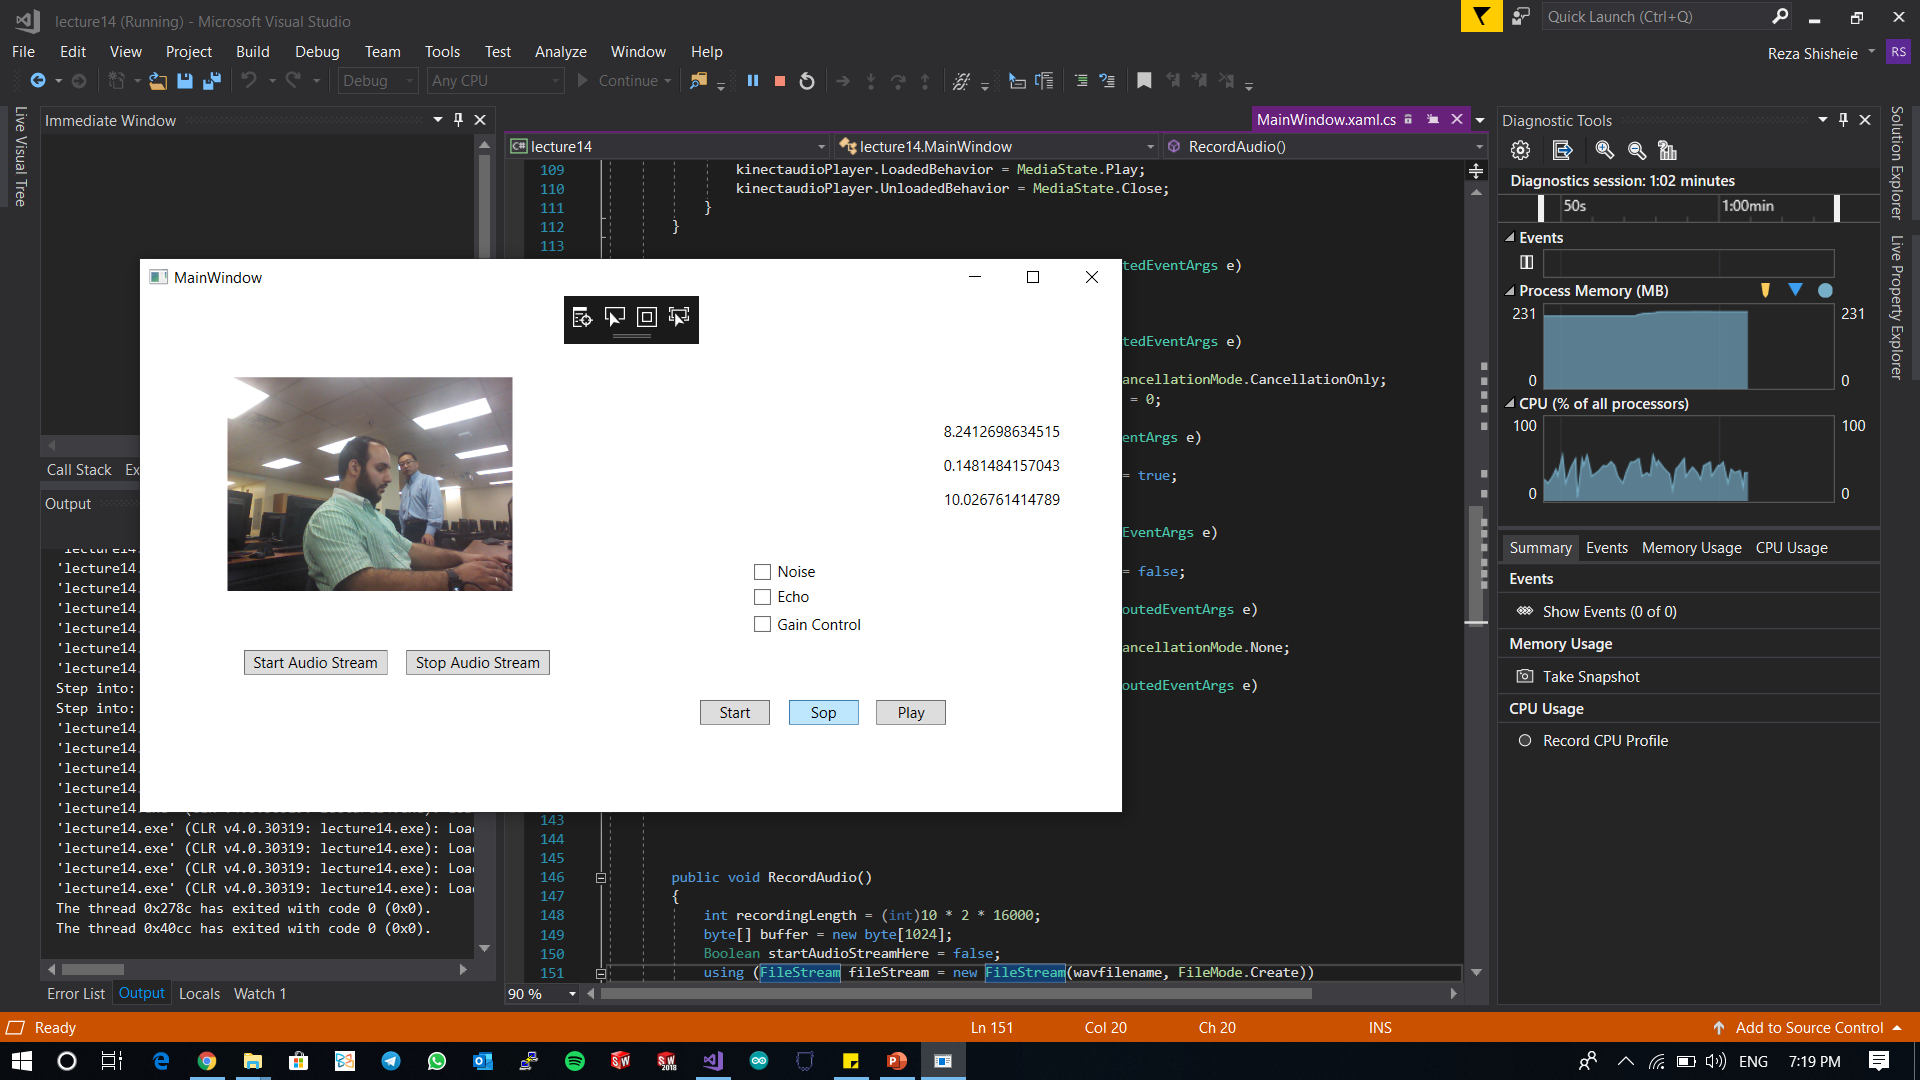 lecture14 (Running) - Microsoft Visual Studio
Quick Launch (Ctrl+Q)
File Edit View Project Build Debug Team Tools Test Analyze Window Help
Reza Shisheie RS
Debug Any CPU Continue
Live Visual Tree
Immediate Window
MainWindow.xaml.cs
lecture14 lecture14.MainWindow RecordAudio()
109 kinectaudioPlayer.LoadedBehavior = MediaState.Play;
110 kinectaudioPlayer.UnloadedBehavior = MediaState.Close;
111 }
112 }
113
tedEventArgs e)
tedEventArgs e)
ancellationMode.CancellationOnly;
= 0;
entArgs e)
= true;
EventArgs e)
= false;
outedEventArgs e)
ancellationMode.None;
outedEventArgs e)
MainWindow
8.2412698634515
0.1481484157043
10.026761414789
Noise
Echo
Gain Control
Start Audio Stream Stop Audio Stream
Start Sop Play
Call Stack Ex
Output
'lecture14.
'lecture14.
'lecture14.
'lecture14.
'lecture14.
'lecture14.
'lecture14.
Step into:
Step into:
'lecture14.
'lecture14.
'lecture14.
'lecture14.
'lecture14.exe'
'lecture14.exe' (CLR v4.0.30319: lecture14.exe): Loa
'lecture14.exe' (CLR v4.0.30319: lecture14.exe): Loa
'lecture14.exe' (CLR v4.0.30319: lecture14.exe): Loa
'lecture14.exe' (CLR v4.0.30319: lecture14.exe): Loa
The thread 0x278c has exited with code 0 (0x0).
The thread 0x40cc has exited with code 0 (0x0).
Error List Output Locals Watch 1
143
144
145
146 public void RecordAudio()
147 {
148 int recordingLength = (int)10 * 2 * 16000;
149 byte[] buffer = new byte[1024];
150 Boolean startAudioStreamHere = false;
151 using (FileStream fileStream = new FileStream(wavfilename, FileMode.Create))
90 %
Diagnostic Tools
Diagnostics session: 1:02 minutes
50s 1:00min
Events
Process Memory (MB)
231 231
0 0
CPU (% of all processors)
100 100
0 0
Summary Events Memory Usage CPU Usage
Events
Show Events (0 of 0)
Memory Usage
Take Snapshot
CPU Usage
Record CPU Profile
Solution Explorer
Live Property Explorer
Ready Ln 151 Col 20 Ch 20 INS Add to Source Control
ENG 7:19 PM